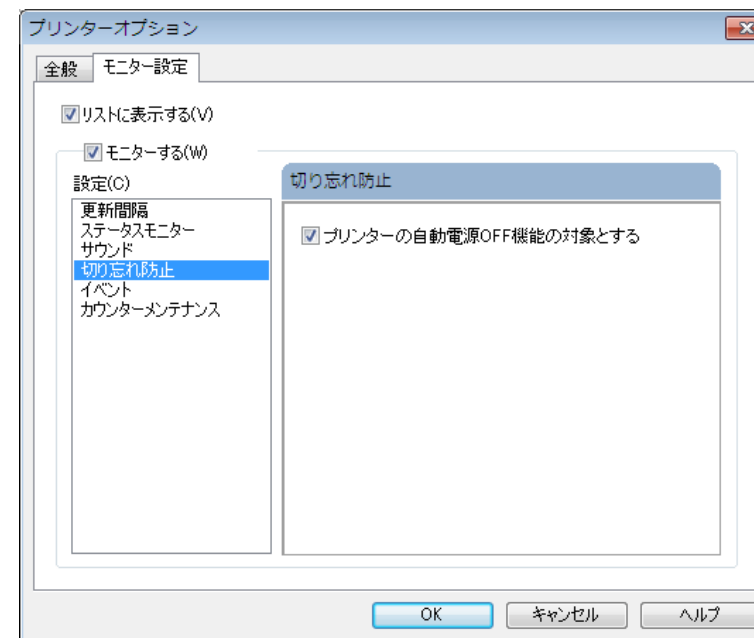 プリンターオプション
全般 モニター設定
リストに表示する(V)
モニターする(W)
設定(C)
更新間隔
ステータスモニター
サウンド
切り忘れ防止
イベント
カウンターメンテナンス
切り忘れ防止
プリンターの自動電源OFF機能の対象とする
OK キャンセル ヘルプ